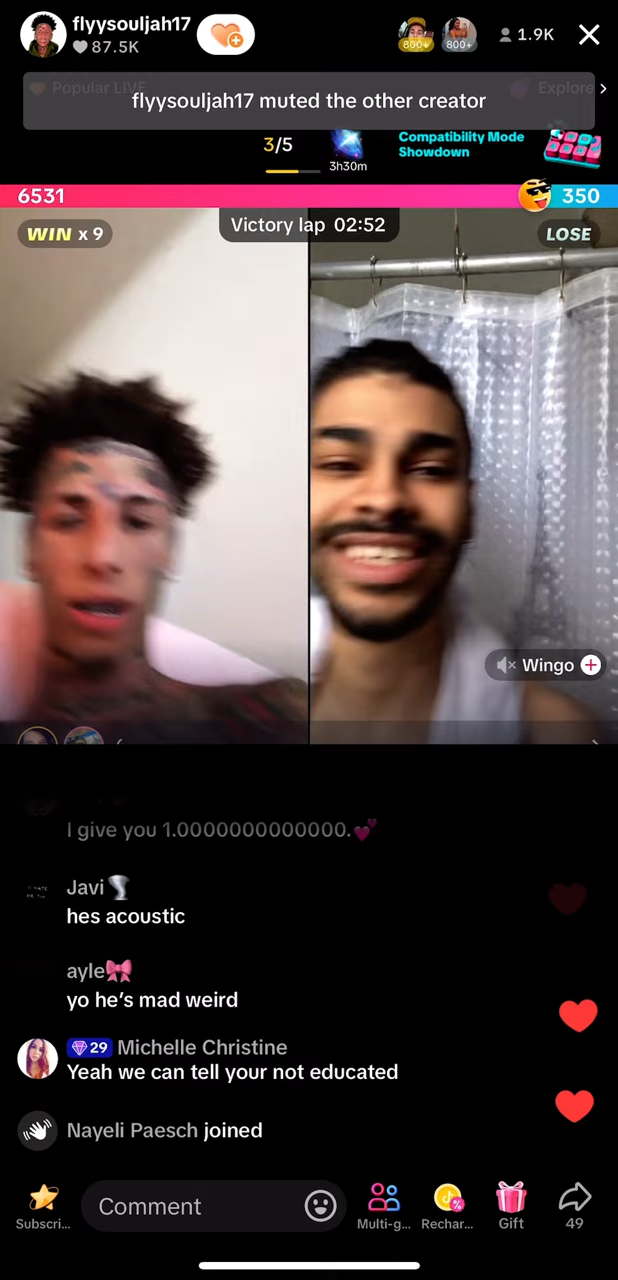 flyysouljah17
87.5K
800+
800+
1.9K
Popular LIVE
Explore
flyysouljah17 muted the other creator
3/5
3h30m
Compatibility Mode
Showdown
6531
350
WIN x 9
Victory lap 02:52
LOSE
Wingo
I give you 1.0000000000000.💕
Javi🌪️
hes acoustic
ayle🎀
yo he's mad weird
29 Michelle Christine
Yeah we can tell your not educated
Nayeli Paesch joined
Comment
Subscri...
Multi-g...
Rechar...
Gift
49